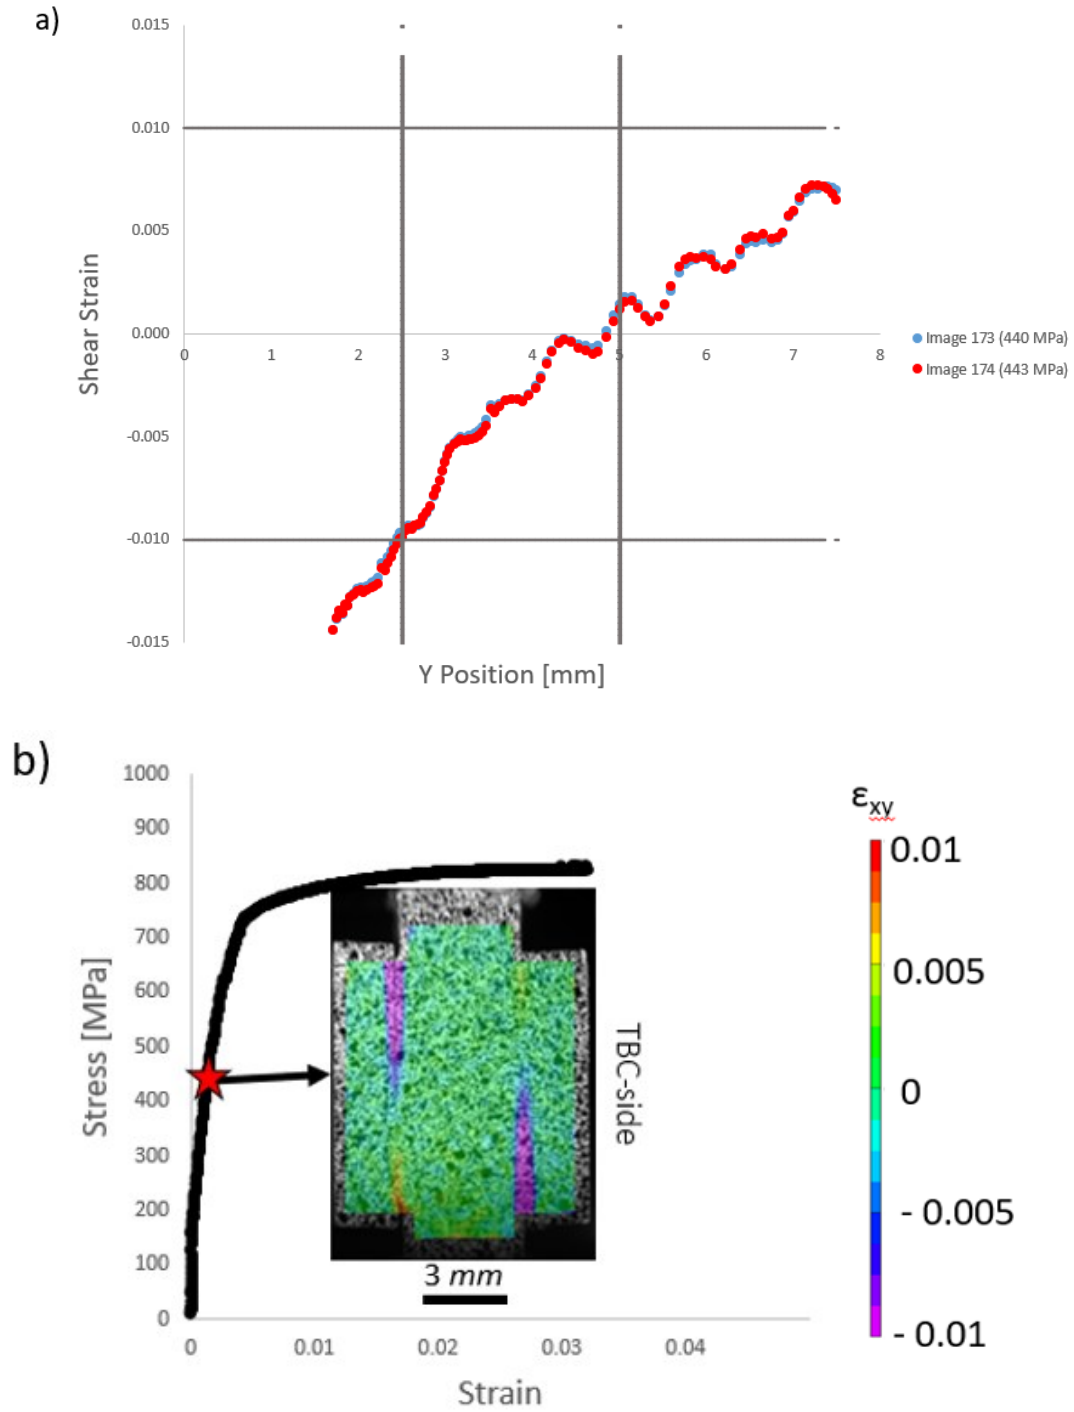 a)
0.015
0.010
0.005
0.000
-0.005
-0.010
-0.015
0 1 2 3 4 5 6 7 8
Shear Strain
Y Position [mm]
Image 173 (440 MPa)
Image 174 (443 MPa)
b)
1000
900
800
700
600
500
400
300
200
100
0
Stress [MPa]
0 0.01 0.02 0.03 0.04
Strain
TBC-side
3 mm
εxy
0.01
0.005
0
- 0.005
- 0.01